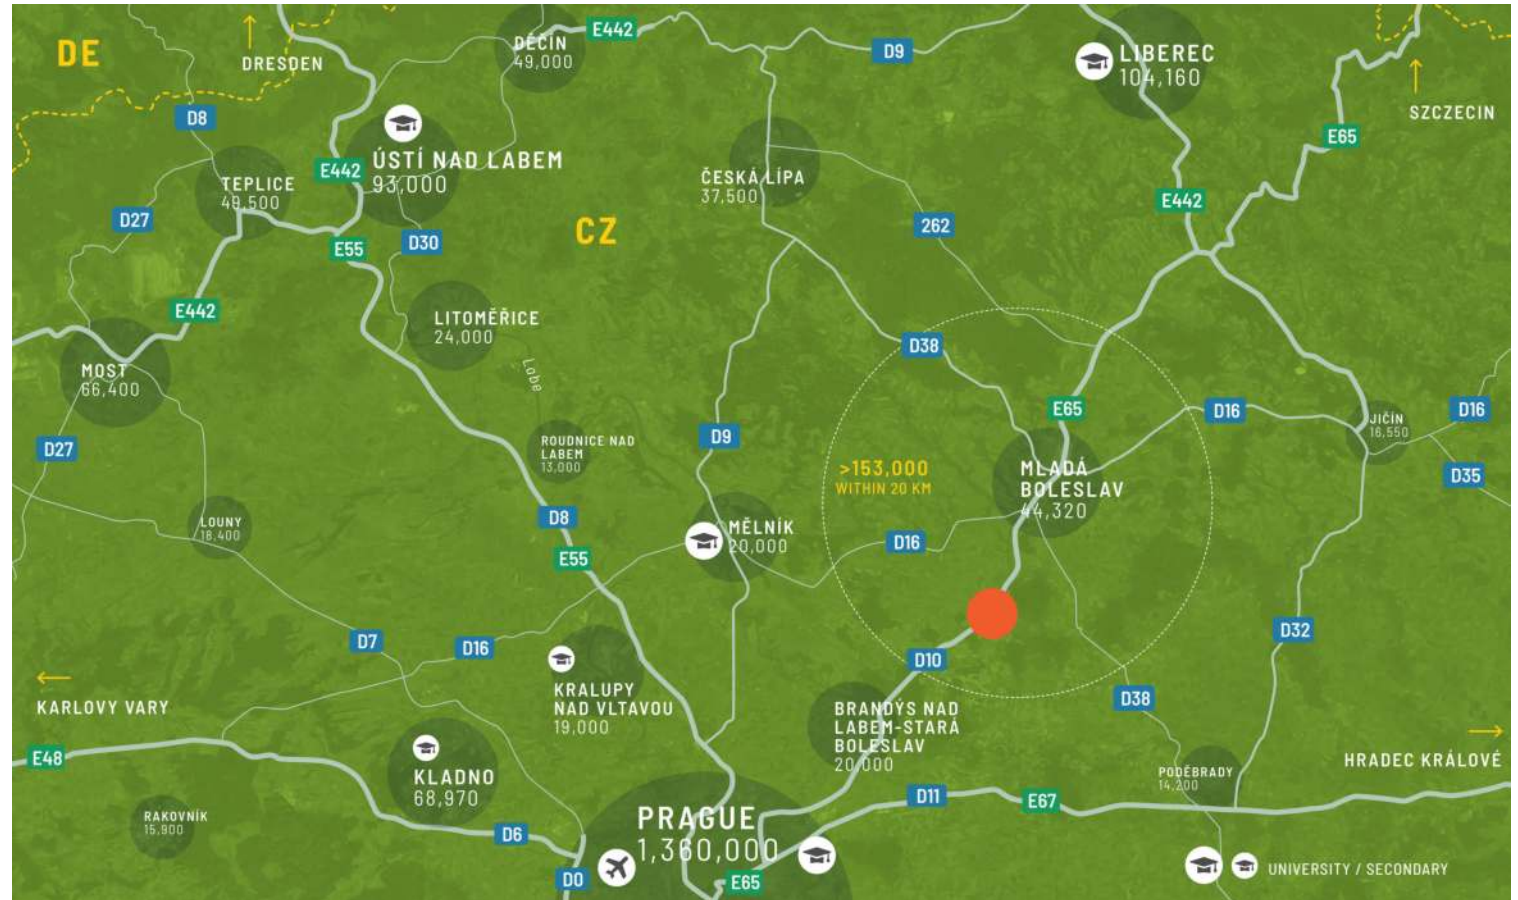 DE
DRESDEN
DĚČÍN
49,000
E442
D9
LIBEREC
104,160
SZCZECIN
E65
D8
ÚSTÍ NAD LABEM
93,000
E442
TEPLICE
49,500
ČESKÁ LÍPA
37,500
E442
D27
E55
D30
CZ
262
E442
LITOMĚŘICE
24,000
Labe
D38
MOST
66,400
E65
D16
JIČÍN
16,550
D16
D27
ROUDNICE NAD
LABEM
13,000
D9
>153,000
WITHIN 20 KM
MLADÁ
BOLESLAV
44,320
D35
LOUNY
18,400
D8
E55
MĚLNÍK
20,000
D16
D7
D16
D10
D32
KARLOVY VARY
KRALUPY
NAD VLTAVOU
19,000
BRANDÝS NAD
LABEM-STARÁ
BOLESLAV
20,000
D38
E48
KLADNO
68,970
PODĚBRADY
14,200
HRADEC KRÁLOVÉ
RAKOVNÍK
15,900
D6
PRAGUE
1,360,000
D11
E67
D0
E65
UNIVERSITY / SECONDARY